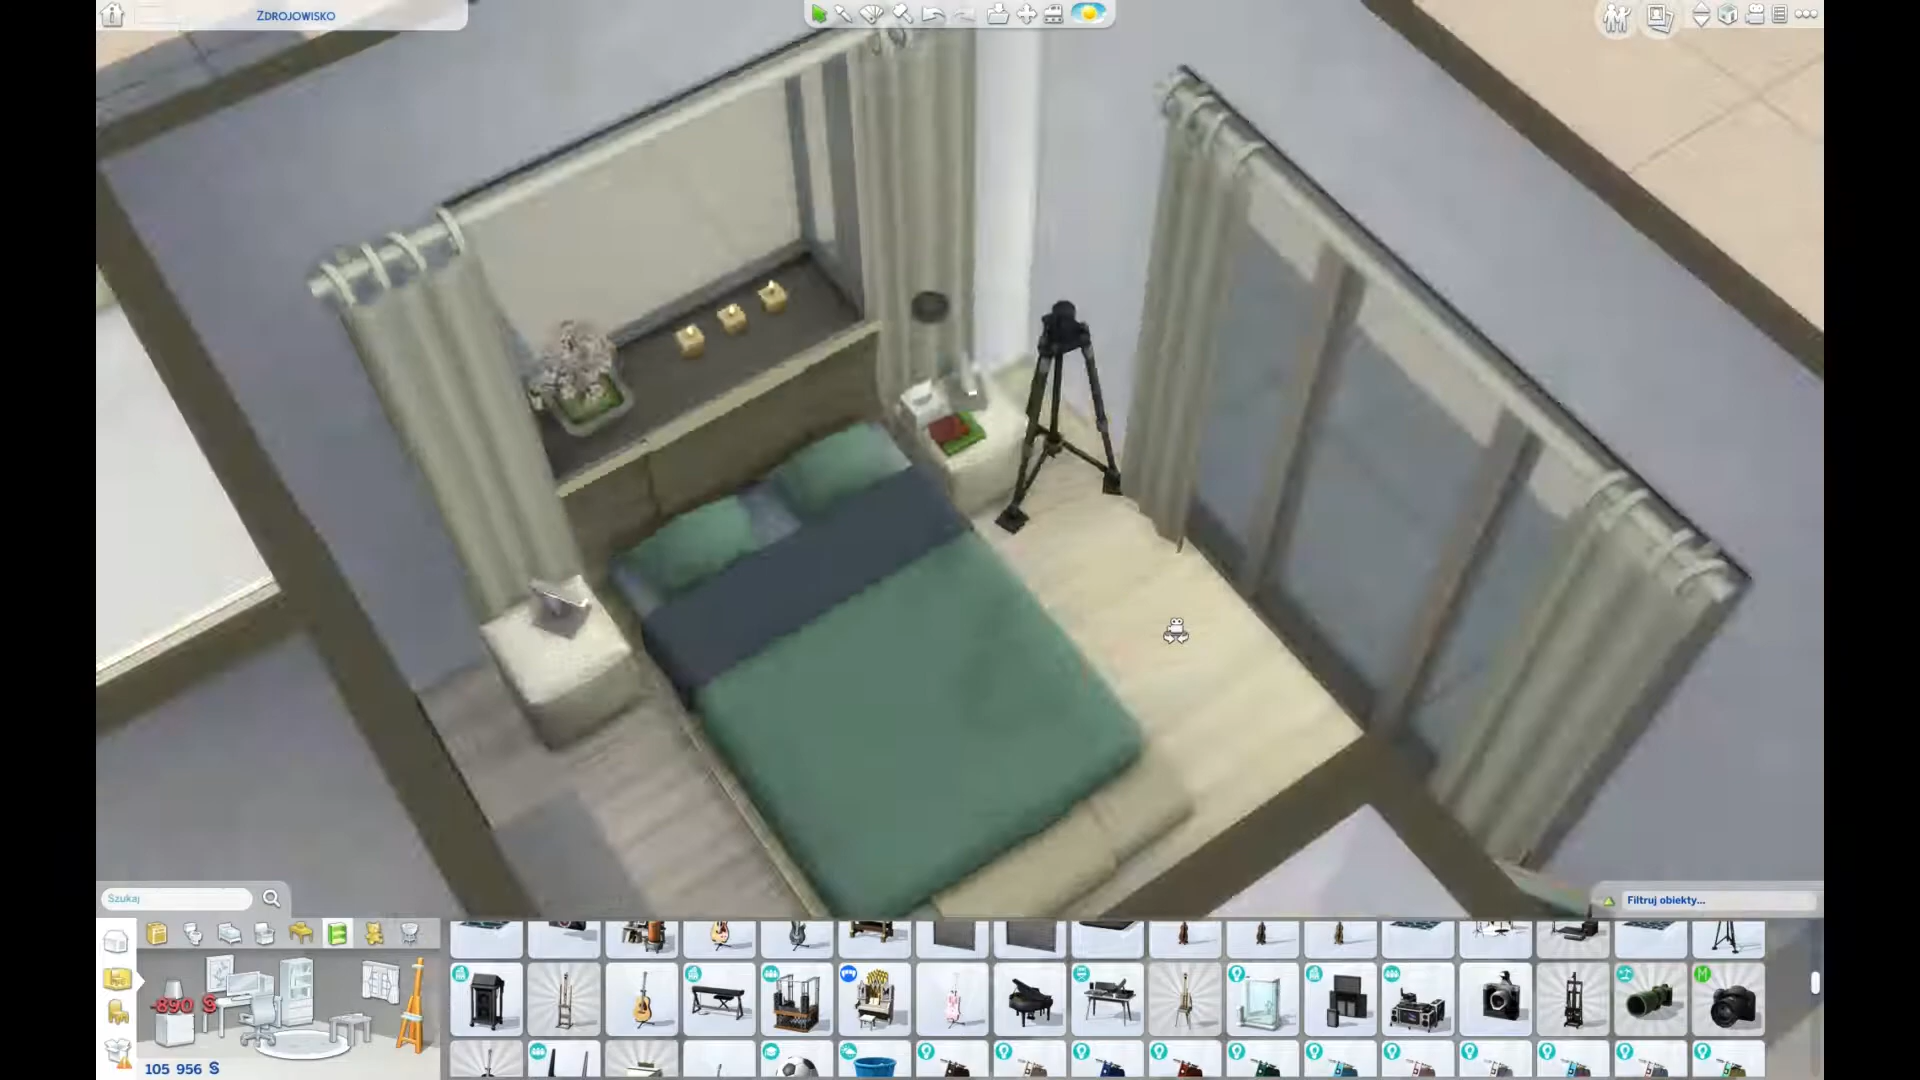 ZDROJOWISKO
Szukaj
Filtruj obiekty...
-890 $
105 956 $